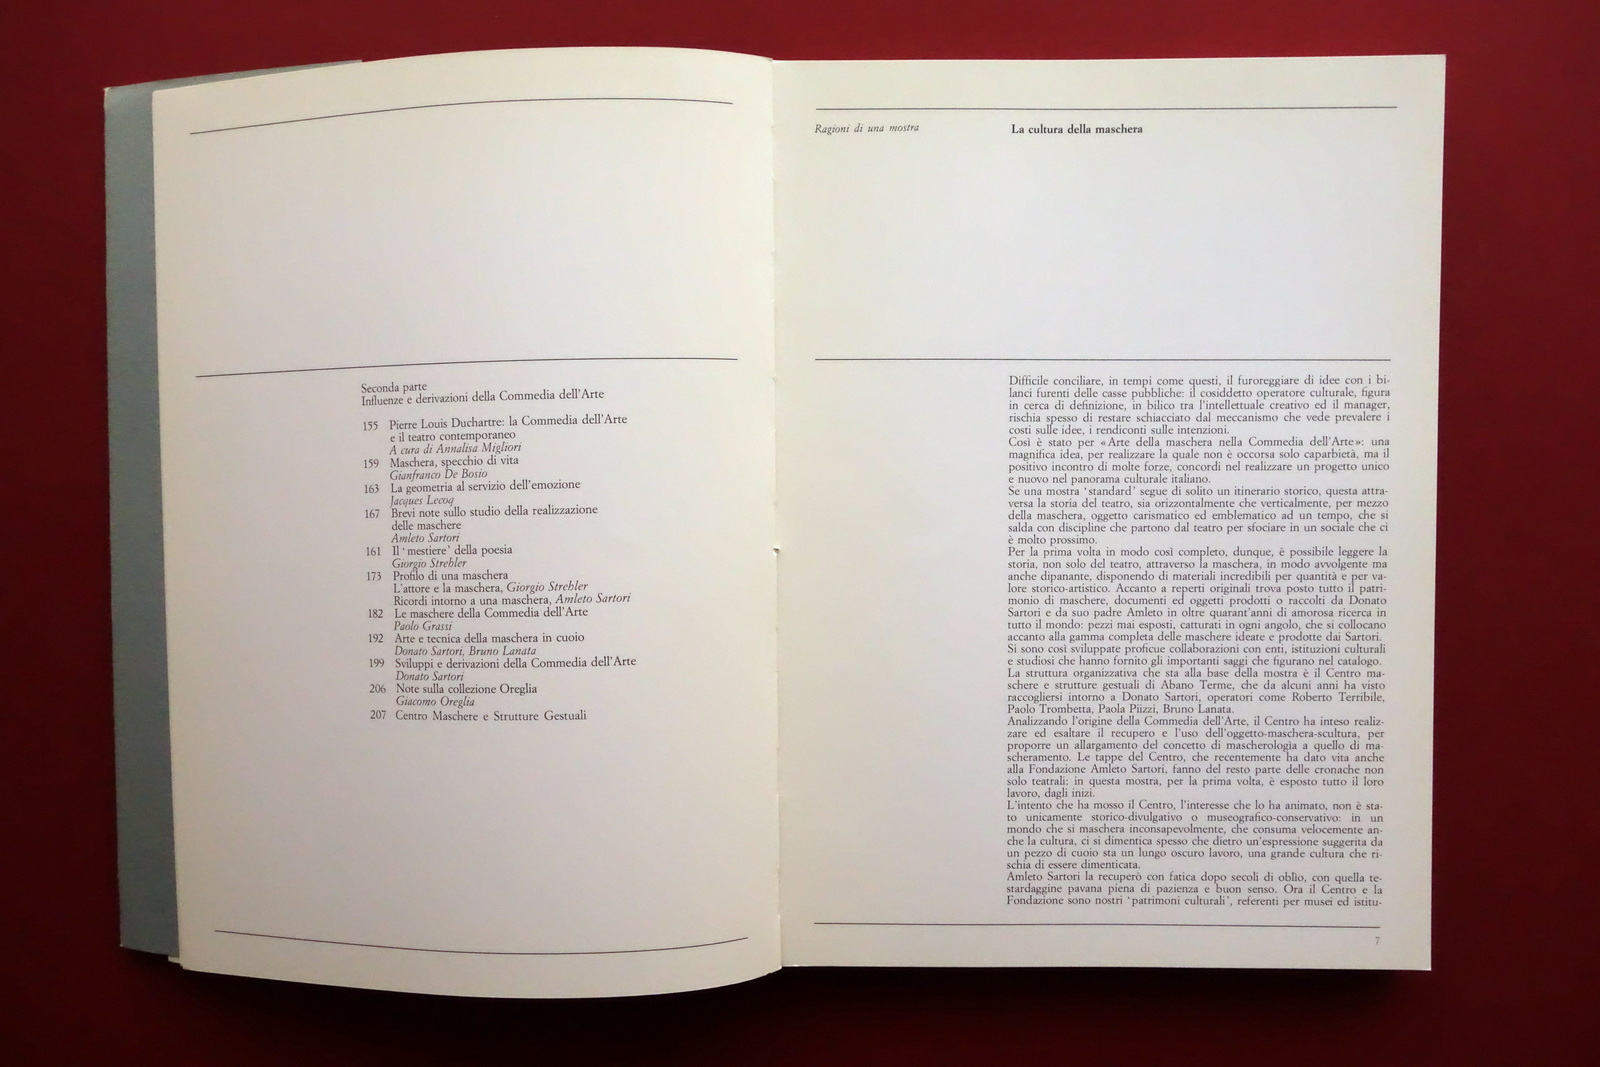 Seconda parte
Influenze e derivazioni della Commedia dell'Arte
155 Pierre Louis Duchartre: la Commedia dell'Arte
e il teatro contemporaneo
A cura di Annalisa Migliori
159 Maschera, specchio di vita
Gianfranco De Bosio
163 La geometria al servizio dell'emozione
Jacques Lecoq
167 Brevi note sullo studio della realizzazione
delle maschere
Amleto Sartori
161 Il 'mestiere' della poesia
Giorgio Strehler
173 Profilo di una maschera
L'attore e la maschera, Giorgio Strehler
Ricordi intorno a una maschera, Amleto Sartori
182 Le maschere della Commedia dell'Arte
Paolo Grassi
192 Arte e tecnica della maschera in cuoio
Donato Sartori, Bruno Lanata
199 Sviluppi e derivazioni della Commedia dell'Arte
Donato Sartori
206 Note sulla collezione Oreglia
Giacomo Oreglia
207 Centro Maschere e Strutture Gestuali
Ragioni di una mostra
La cultura della maschera
Difficile conciliare, in tempi come questi, il furoreggiare di idee con i bi-
lanci furenti delle casse pubbliche: il cosiddetto operatore culturale, figura
in cerca di definizione, in bilico tra l'intellettuale creativo ed il manager,
rischia spesso di restare schiacciato dal meccanismo che vede prevalere i
costi sulle idee, i rendiconti sulle intenzioni.
Così è stato per «Arte della maschera nella Commedia dell'Arte»: una
magnifica idea, per realizzare la quale non è occorsa solo caparbietà, ma il
positivo incontro di molte forze, concordi nel realizzare un progetto unico
e nuovo nel panorama culturale italiano.
Se una mostra 'standard' segue di solito un itinerario storico, questa attra-
versa la storia del teatro, sia orizzontalmente che verticalmente, per mezzo
della maschera, oggetto carismatico ed emblematico ad un tempo, che si
salda con discipline che partono dal teatro per sfociare in un sociale che ci
è molto prossimo.
Per la prima volta in modo così completo, dunque, è possibile leggere la
storia, non solo del teatro, attraverso la maschera, in modo avvolgente ma
anche dipanante, disponendo di materiali incredibili per quantità e per va-
lore storico-artistico. Accanto a reperti originali trova posto tutto il patri-
monio di maschere, documenti ed oggetti prodotti o raccolti da Donato
Sartori e da suo padre Amleto in oltre quarant'anni di amorosa ricerca in
tutto il mondo: pezzi mai esposti, catturati in ogni angolo, che si collocano
accanto alla gamma completa delle maschere ideate e prodotte dai Sartori.
Si sono così sviluppate proficue collaborazioni con enti, istituzioni culturali
e studiosi che hanno fornito gli importanti saggi che figurano nel catalogo.
La struttura organizzativa che sta alla base della mostra è il Centro ma-
schere e strutture gestuali di Abano Terme, che da alcuni anni ha visto
raccogliersi intorno a Donato Sartori, operatori come Roberto Terribile,
Paolo Trombetta, Paola Piizzi, Bruno Lanata.
Analizzando l'origine della Commedia dell'Arte, il Centro ha inteso realiz-
zare ed esaltare il recupero e l'uso dell'oggetto-maschera-scultura, per
proporre un allargamento del concetto di mascherologia a quello di ma-
scheramento. Le tappe del Centro, che recentemente ha dato vita anche
alla Fondazione Amleto Sartori, fanno del resto parte delle cronache non
solo teatrali: in questa mostra, per la prima volta, è esposto tutto il loro
lavoro, dagli inizi.
L'intento che ha mosso il Centro, l'interesse che lo ha animato, non è sta-
to unicamente storico-divulgativo o museografico-conservativo: in un
mondo che si maschera inconsapevolmente, che consuma velocemente an-
che la cultura, ci si dimentica spesso che dietro un'espressione suggerita da
un pezzo di cuoio sta un lungo oscuro lavoro, una grande cultura che ri-
schia di essere dimenticata.
Amleto Sartori la recuperò con fatica dopo secoli di oblìo, con quella te-
stardaggine pavana piena di pazienza e buon senso. Ora il Centro e la
Fondazione sono nostri 'patrimoni culturali', referenti per musei ed istitu-
7